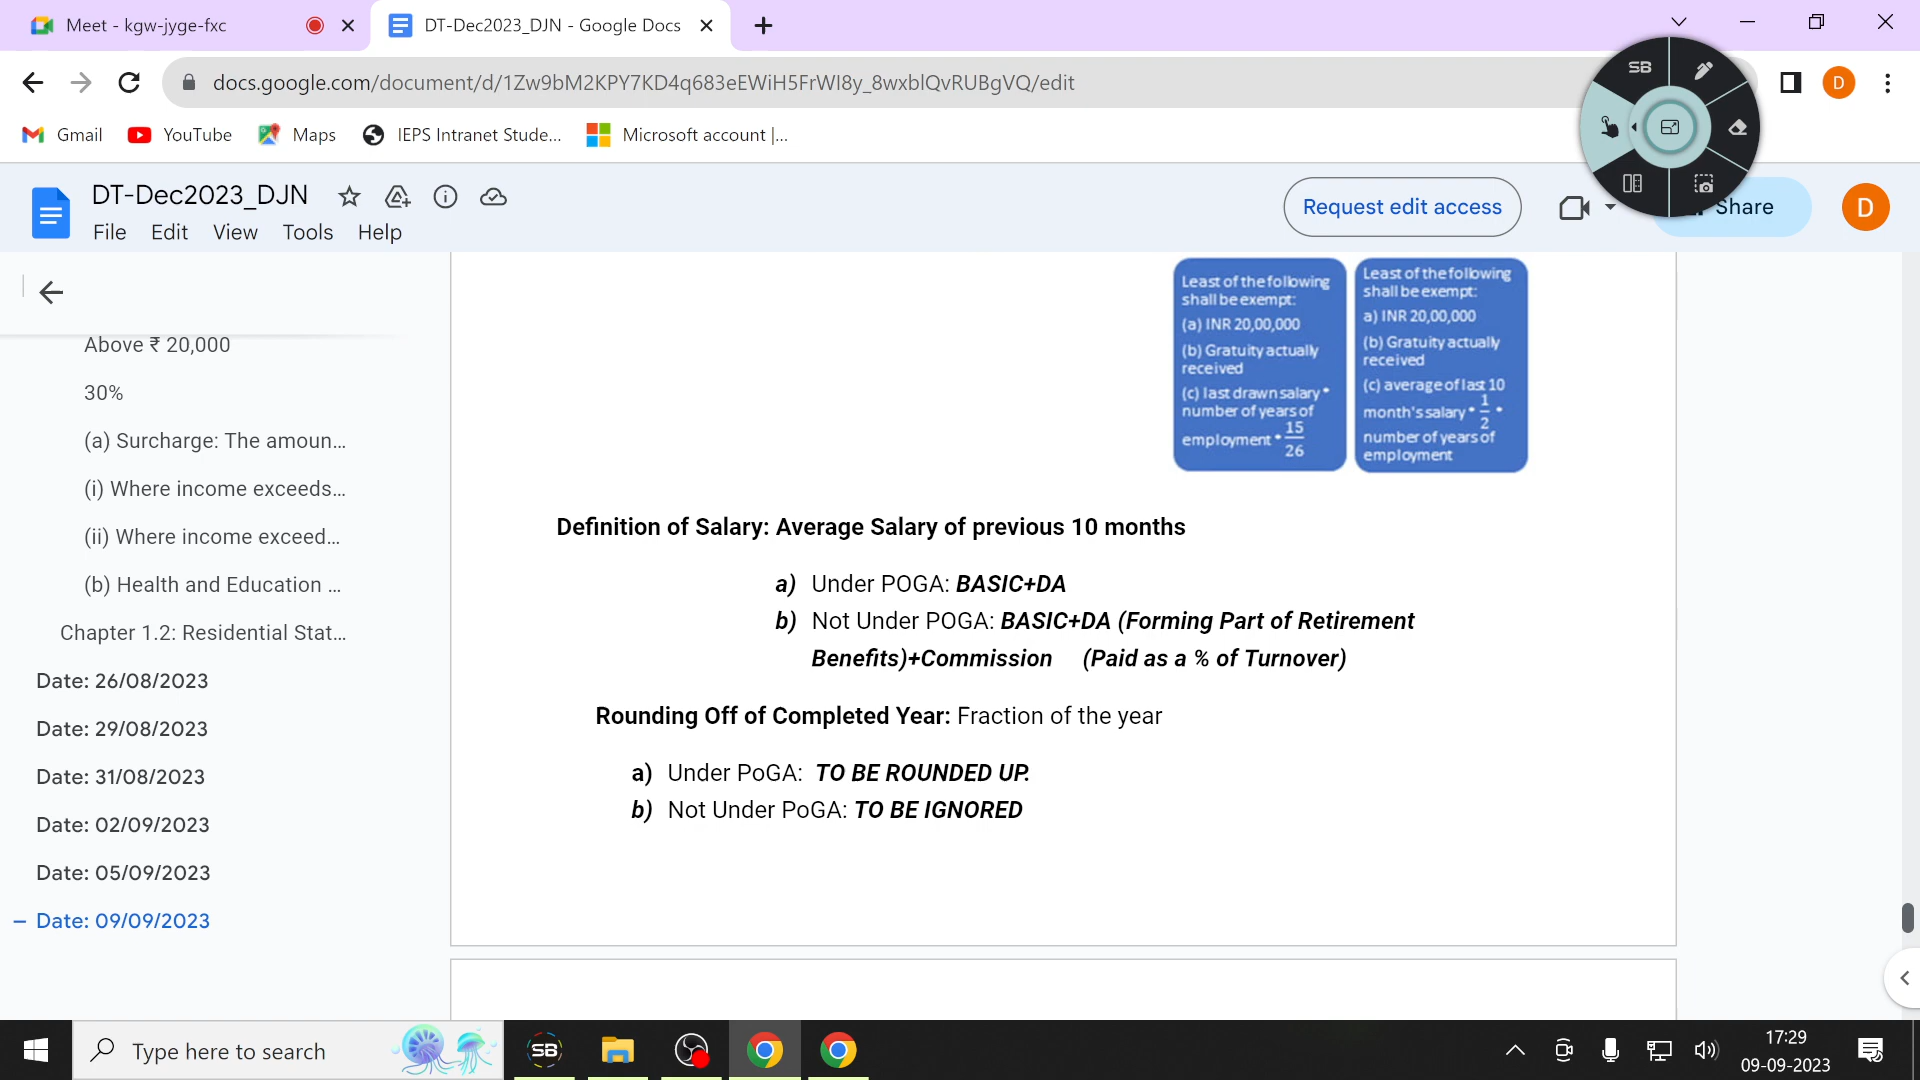 Meet - kgw-jyge-fxc
DT-Dec2023_DJN - Google Docs
docs.google.com/document/d/1Zw9bM2KPY7KD4q683eEWiH5FrWI8y_8wxblQvRUBgVQ/edit
SB
D
Gmail
YouTube
Maps
IEPS Intranet Stude...
Microsoft account |...
DT-Dec2023_DJN
File Edit View Tools Help
Request edit access
Share
D
Above ₹ 20,000
30%
(a) Surcharge: The amoun...
(i) Where income exceeds...
(ii) Where income exceed...
(b) Health and Education ...
Chapter 1.2: Residential Stat...
Date: 26/08/2023
Date: 29/08/2023
Date: 31/08/2023
Date: 02/09/2023
Date: 05/09/2023
Date: 09/09/2023
Least of the following
shall be exempt:
(a) INR 20,00,000
(b) Gratuity actually
received
(c) last drawn salary *
number of years of
employment * 15/26
Least of the following
shall be exempt:
a) INR 20,00,000
(b) Gratuity actually
received
(c) average of last 10
month's salary * 1/2 *
number of years of
employment
Definition of Salary: Average Salary of previous 10 months
a) Under POGA: BASIC+DA
b) Not Under POGA: BASIC+DA (Forming Part of Retirement
Benefits)+Commission (Paid as a % of Turnover)
Rounding Off of Completed Year: Fraction of the year
a) Under PoGA: TO BE ROUNDED UP.
b) Not Under PoGA: TO BE IGNORED
Type here to search
SB
17:29
09-09-2023